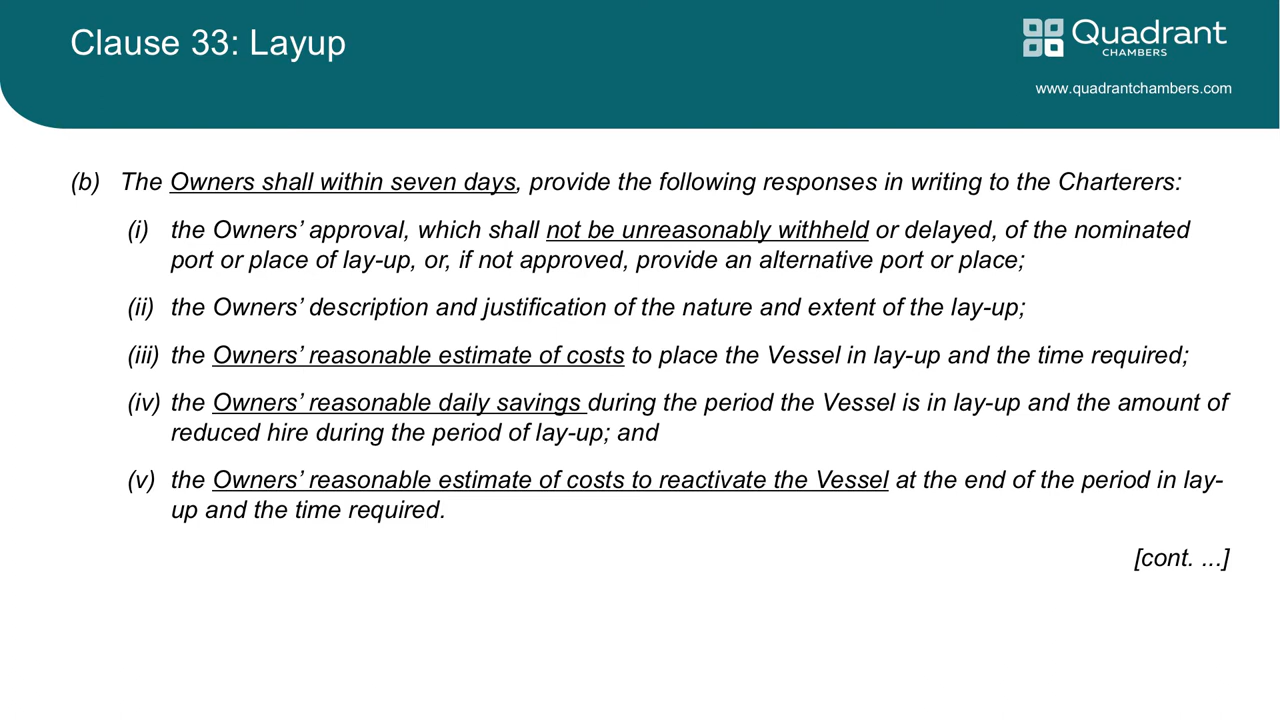 Clause 33: Layup
Quadrant
CHAMBERS
www.quadrantchambers.com
(b) The Owners shall within seven days, provide the following responses in writing to the Charterers:
(i) the Owners’ approval, which shall not be unreasonably withheld or delayed, of the nominated
port or place of lay-up, or, if not approved, provide an alternative port or place;
(ii) the Owners’ description and justification of the nature and extent of the lay-up;
(iii) the Owners’ reasonable estimate of costs to place the Vessel in lay-up and the time required;
(iv) the Owners’ reasonable daily savings during the period the Vessel is in lay-up and the amount of
reduced hire during the period of lay-up; and
(v) the Owners’ reasonable estimate of costs to reactivate the Vessel at the end of the period in lay-
up and the time required.
[cont. ...]